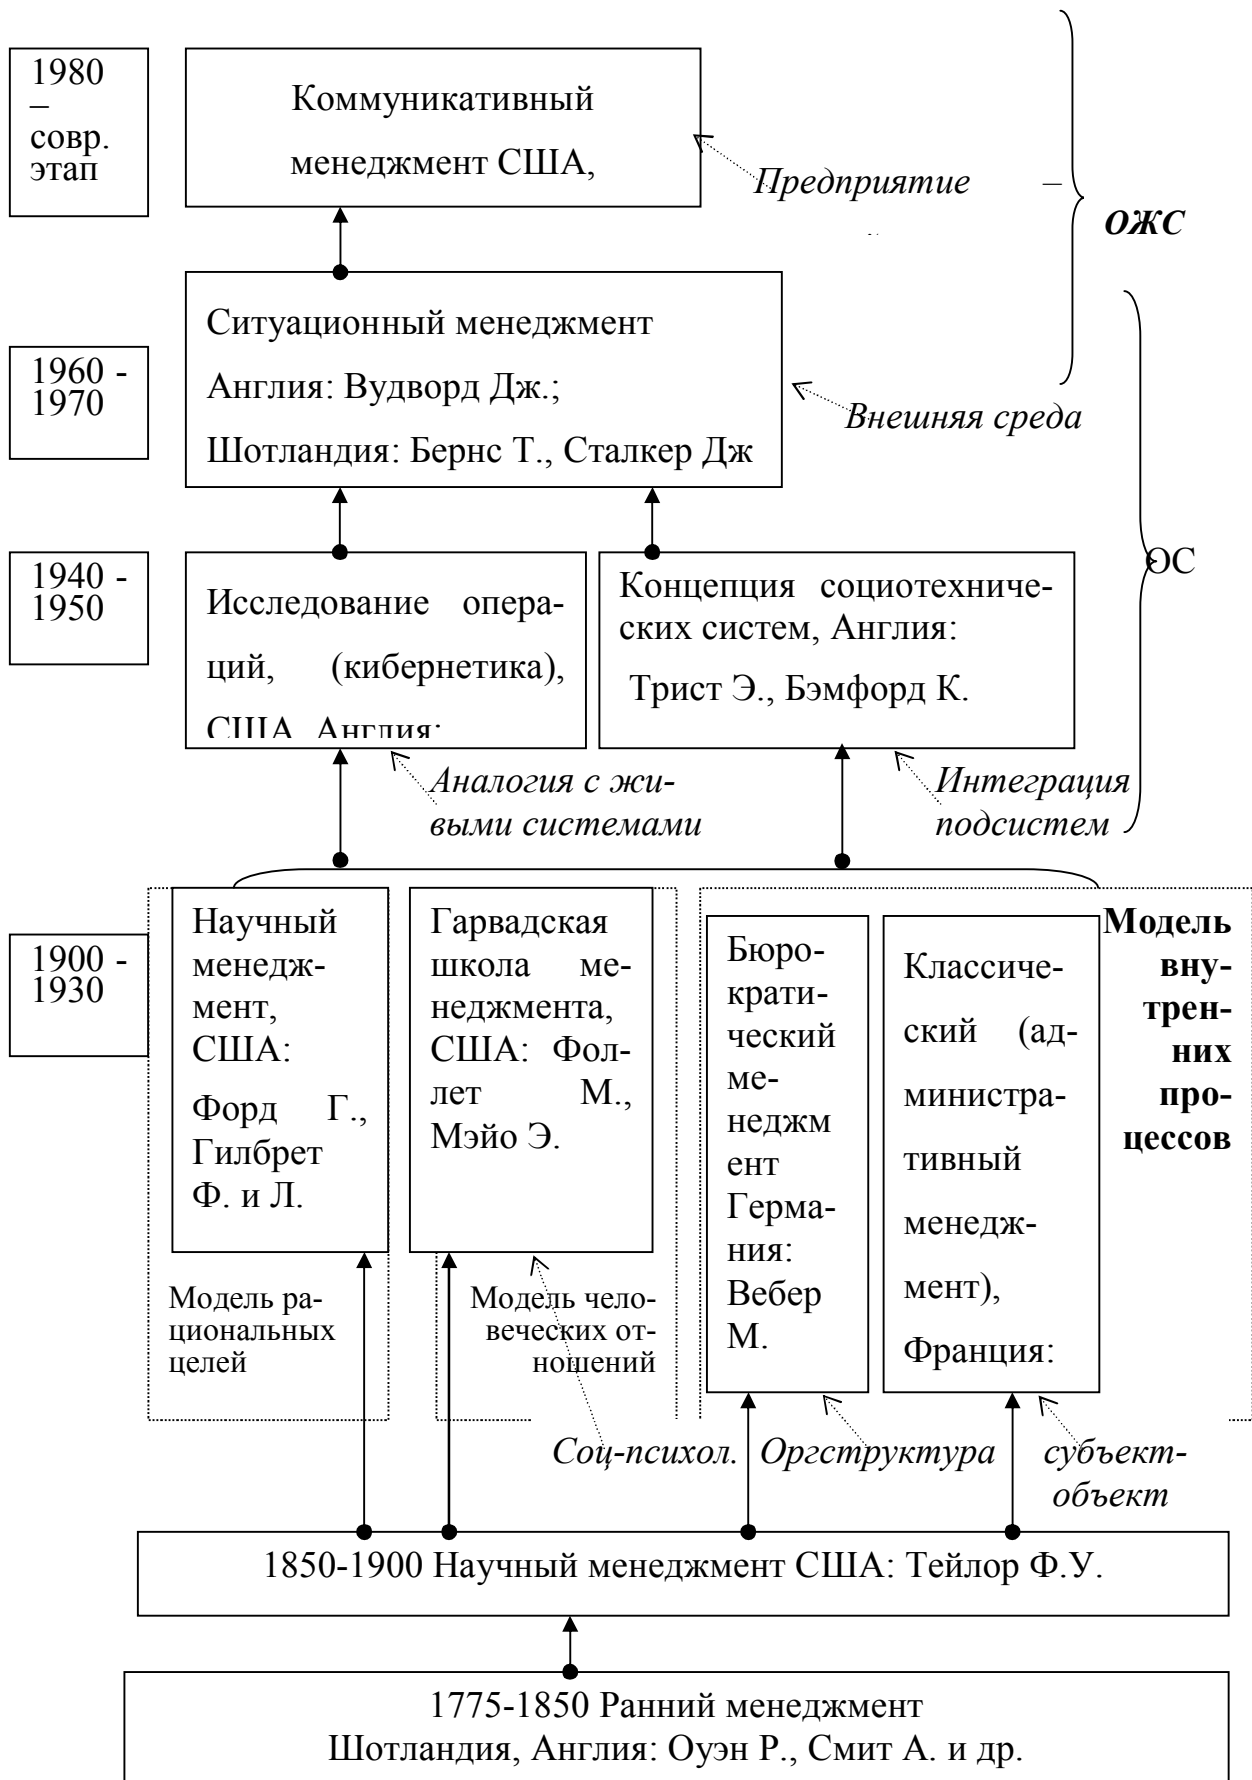 1980
–
совр.
этап
Коммуникативный
менеджмент США,
Предприятие –
ОЖС
1960 -
1970
Ситуационный менеджмент
Англия: Вудворд Дж.;
Шотландия: Бернс Т., Сталкер Дж
Внешняя среда
ОС
1940 -
1950
Исследование опера-
ций, (кибернетика),
США, Англия:
Концепция социотехниче-
ских систем, Англия:
Трист Э., Бэмфорд К.
Аналогия с жи-
выми системами
Интеграция
подсистем
1900 -
1930
Научный
менедж-
мент,
США:
Форд Г.,
Гилбрет
Ф. и Л.
Модель ра-
циональных
целей
Гарвадская
школа ме-
неджмента,
США: Фол-
лет М.,
Мэйо Э.
Модель чело-
веческих от-
ношений
Бюро-
крати-
ческий
ме-
неджм
ент
Герма-
ния:
Вебер
М.
Классиче-
ский (ад-
министра-
тивный
менедж-
мент),
Франция:
Модель
вну-
трен-
них
про-
цессов
Соц-психол.
Оргструктура
субъект-
объект
1850-1900 Научный менеджмент США: Тейлор Ф.У.
1775-1850 Ранний менеджмент
Шотландия, Англия: Оуэн Р., Смит А. и др.